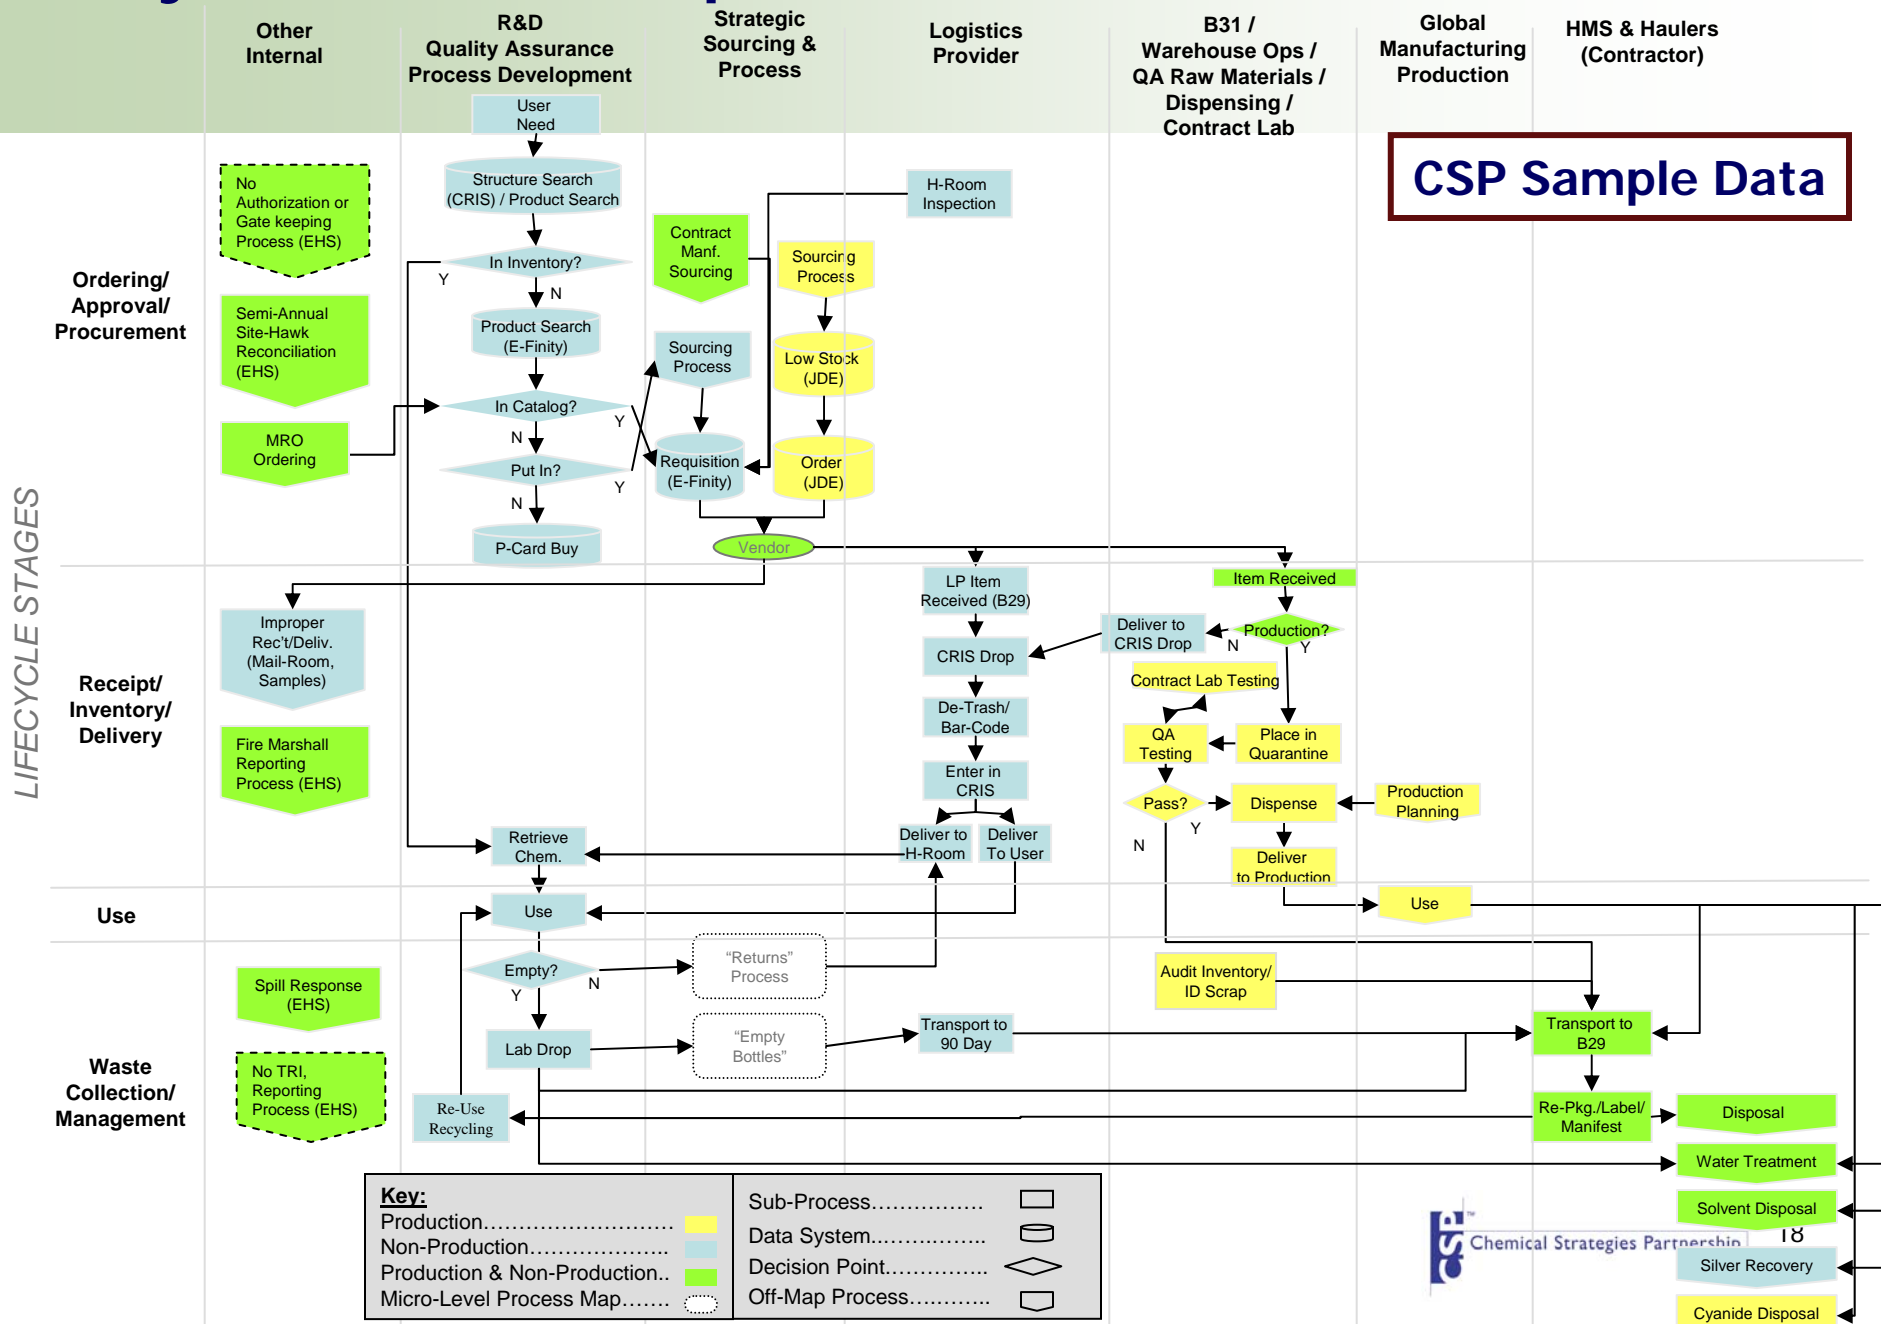 Other
Internal
R&D
Quality Assurance
Process Development
Strategic
Sourcing &
Process
Logistics
Provider
B31 /
Warehouse Ops /
QA Raw Materials /
Dispensing /
Contract Lab
Global
Manufacturing
Production
HMS & Haulers
(Contractor)
CSP Sample Data
LIFECYCLE STAGES
Ordering/
Approval/
Procurement
No
Authorization or
Gate keeping
Process (EHS)
Semi-Annual
Site-Hawk
Reconciliation
(EHS)
MRO
Ordering
User
Need
Structure Search
(CRIS) / Product Search
In Inventory?
Y
N
Product Search
(E-Finity)
In Catalog?
Y
N
Put In?
Y
N
P-Card Buy
Contract
Manf.
Sourcing
Sourcing
Process
Sourcing
Process
Low Stock
(JDE)
Requisition
(E-Finity)
Order
(JDE)
Vendor
H-Room
Inspection
Receipt/
Inventory/
Delivery
Improper
Rec't/Deliv.
(Mail-Room,
Samples)
Fire Marshall
Reporting
Process (EHS)
Retrieve
Chem.
LP Item
Received (B29)
CRIS Drop
De-Trash/
Bar-Code
Enter in
CRIS
Deliver to
H-Room
Deliver
To User
Item Received
Deliver to
CRIS Drop
Production?
N
Y
Contract Lab Testing
QA
Testing
Place in
Quarantine
Pass?
Y
N
Dispense
Production
Planning
Deliver
to Production
Use
Use
Use
Waste
Collection/
Management
Spill Response
(EHS)
No TRI,
Reporting
Process (EHS)
Empty?
Y
N
Lab Drop
Re-Use
Recycling
"Returns"
Process
"Empty
Bottles"
Transport to
90 Day
Audit Inventory/
ID Scrap
Transport to
B29
Re-Pkg./Label/
Manifest
Disposal
Water Treatment
Solvent Disposal
Silver Recovery
Cyanide Disposal
Key:
Production..........................
Non-Production....................
Production & Non-Production..
Micro-Level Process Map.......
Sub-Process................
Data System.................
Decision Point...............
Off-Map Process............
CSP™
Chemical Strategies Partnership
18